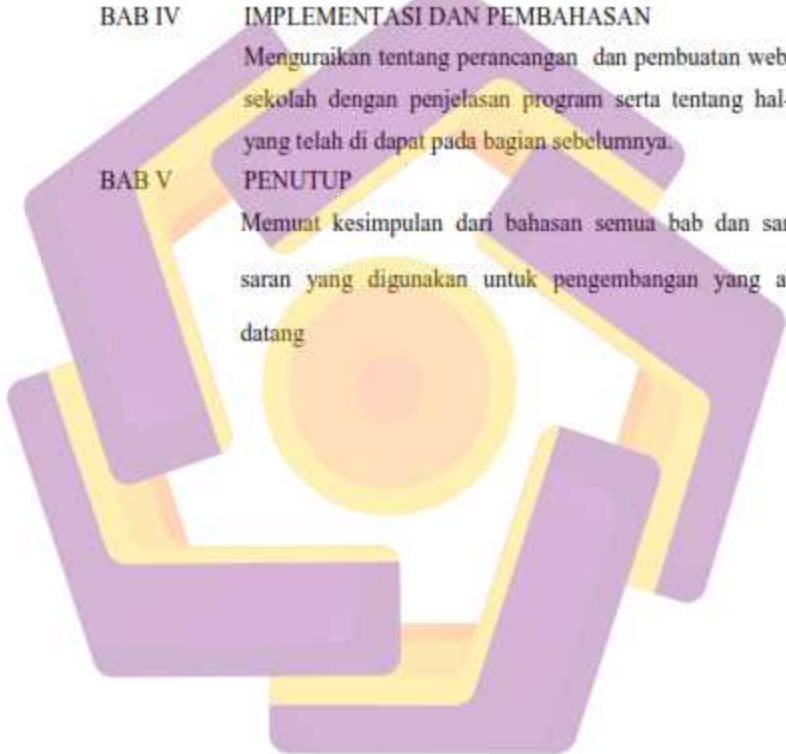 BAB IV IMPLEMENTASI DAN PEMBAHASAN
Menguraikan tentang perancangan dan pembuatan web
sekolah dengan penjelasan program serta tentang hal-
yang telah di dapat pada bagian sebelumnya.
BAB V PENUTUP
Memuat kesimpulan dari bahasan semua bab dan sar
saran yang digunakan untuk pengembangan yang a
datang